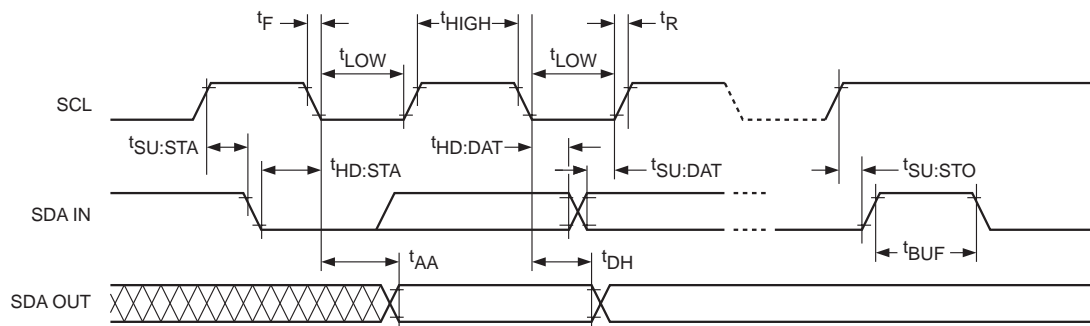 tF
tHIGH
tR
tLOW
tLOW
SCL
tSU:STA
tHD:DAT
tHD:STA
tSU:DAT
tSU:STO
SDA IN
tBUF
tAA
tDH
SDA OUT